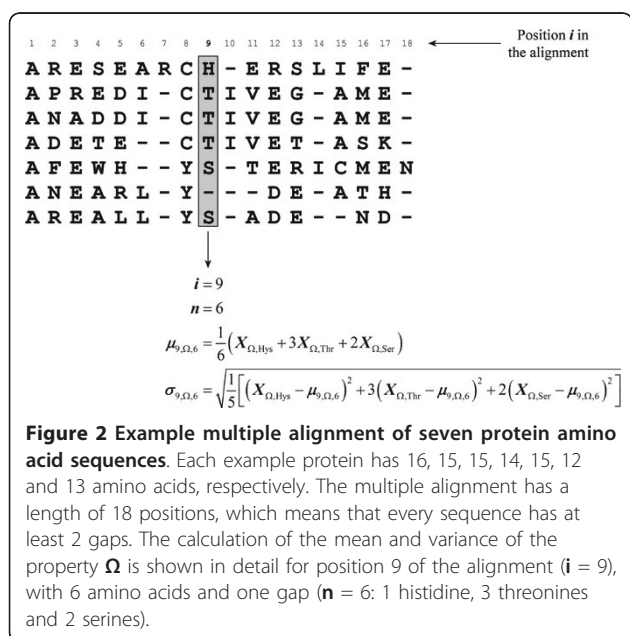 1 2 3 4 5 6 7 8 9 10 11 12 13 14 15 16 17 18
Position i in
the alignment
A R E S E A R C H - E R S L I F E -
A P R E D I - C T I V E G - A M E -
A N A D D I - C T I V E G - A M E -
A D E T E - - C T I V E T - A S K -
A F E W H - - Y S - T E R I C M E N
A N E A R L - Y - - - D E - A T H -
A R E A L L - Y S - A D E - - N D -
i = 9
n = 6
μ9,Ω,6 = 1/6 (XΩ,Hys + 3XΩ,Thr + 2XΩ,Ser)
σ9,Ω,6 = √(1/5 [(XΩ,Hys − μ9,Ω,6)² + 3(XΩ,Thr − μ9,Ω,6)² + 2(XΩ,Ser − μ9,Ω,6)²])
Figure 2 Example multiple alignment of seven protein amino
acid sequences. Each example protein has 16, 15, 15, 14, 15, 12
and 13 amino acids, respectively. The multiple alignment has a
length of 18 positions, which means that every sequence has at
least 2 gaps. The calculation of the mean and variance of the
property Ω is shown in detail for position 9 of the alignment (i = 9),
with 6 amino acids and one gap (n = 6: 1 histidine, 3 threonines
and 2 serines).